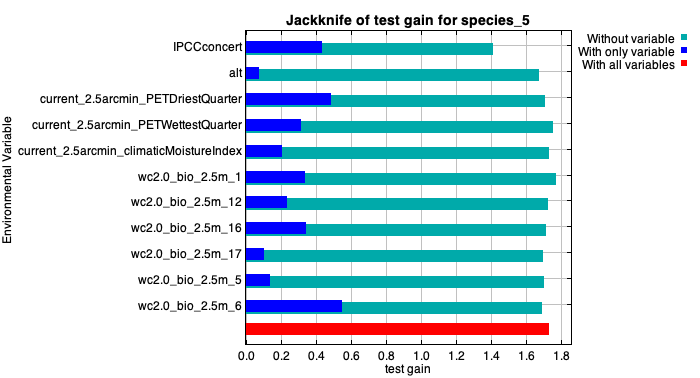 Jackknife of test gain for species_5
Without variable
With only variable
With all variables
Environmental Variable
IPCCconcert
alt
current_2.5arcmin_PETDriestQuarter
current_2.5arcmin_PETWettestQuarter
current_2.5arcmin_climaticMoistureIndex
wc2.0_bio_2.5m_1
wc2.0_bio_2.5m_12
wc2.0_bio_2.5m_16
wc2.0_bio_2.5m_17
wc2.0_bio_2.5m_5
wc2.0_bio_2.5m_6
0.0 0.2 0.4 0.6 0.8 1.0 1.2 1.4 1.6 1.8
test gain